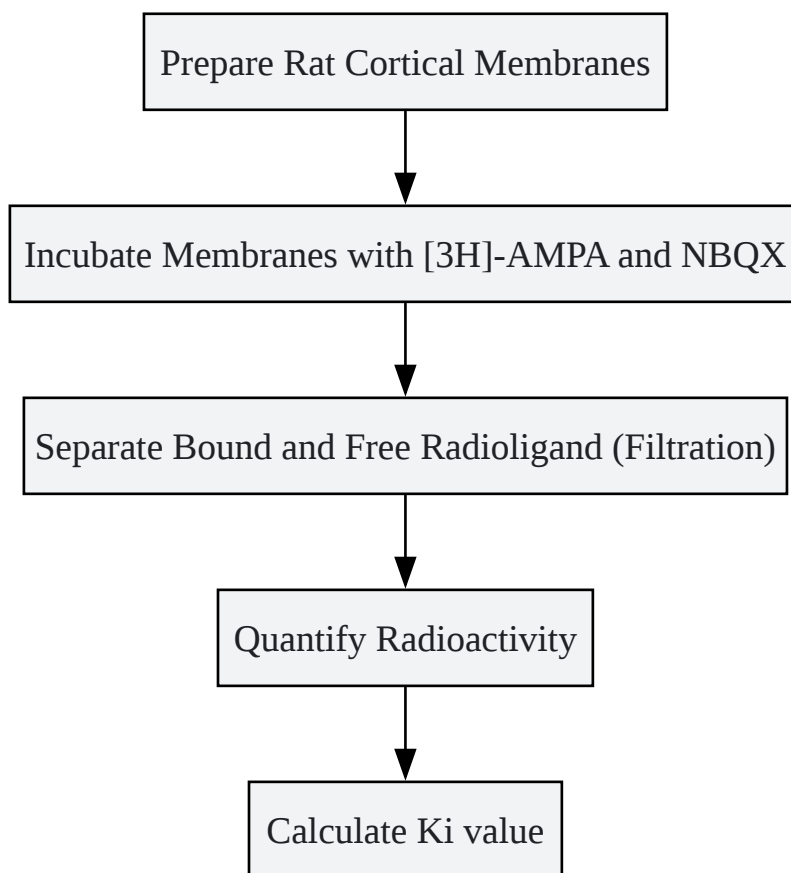 Prepare Rat Cortical Membranes
Incubate Membranes with [3H]-AMPA and NBQX
Separate Bound and Free Radioligand (Filtration)
Quantify Radioactivity
Calculate Ki value